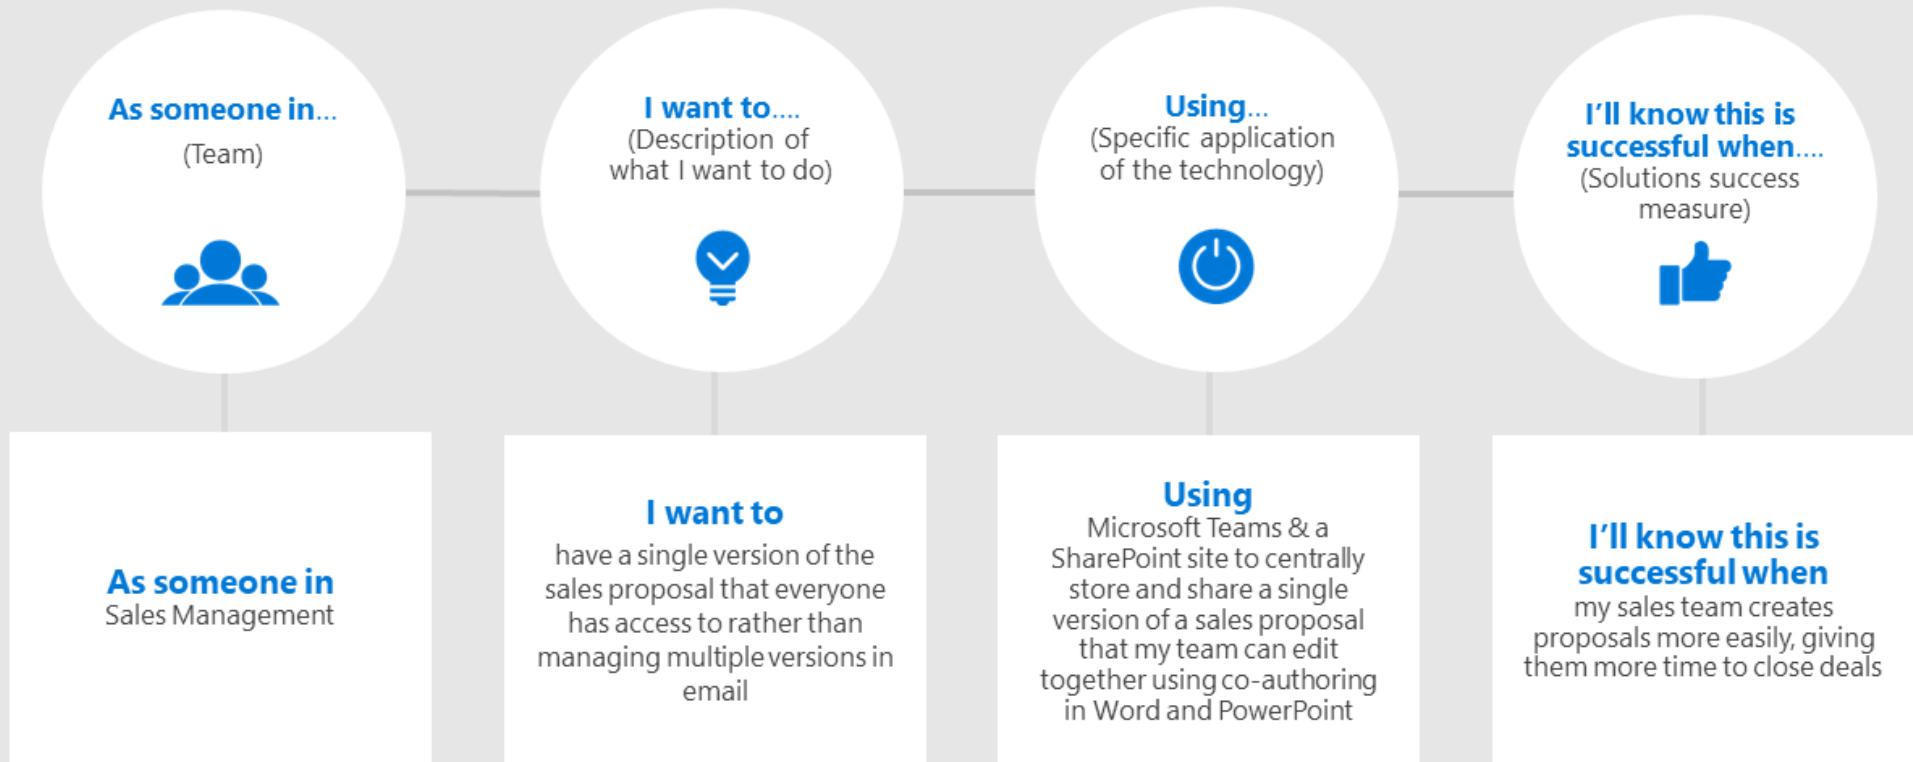 As someone in...
(Team)
I want to....
(Description of
what I want to do)
Using...
(Specific application
of the technology)
I'll know this is
successful when....
(Solutions success
measure)
As someone in
Sales Management
I want to
have a single version of the
sales proposal that everyone
has access to rather than
managing multiple versions in
email
Using
Microsoft Teams & a
SharePoint site to centrally
store and share a single
version of a sales proposal
that my team can edit
together using co-authoring
in Word and PowerPoint
I'll know this is
successful when
my sales team creates
proposals more easily, giving
them more time to close deals